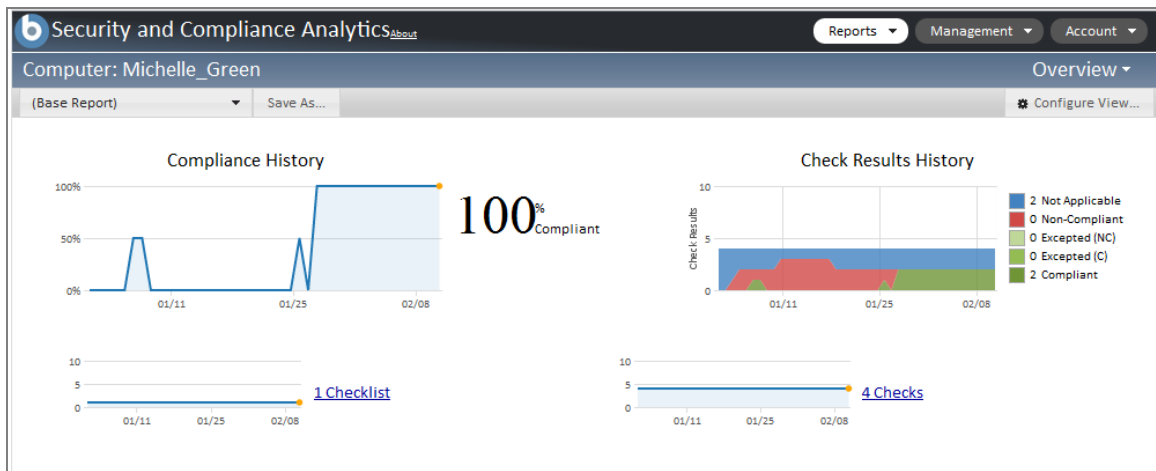 b Security and Compliance Analytics About Reports Management Account
Computer: Michelle_Green Overview
(Base Report) Save As... Configure View...
Compliance History
100%
50%
0%
01/11 01/25 02/08
100 % Compliant
Check Results History
Check Results
10
5
0
01/11 01/25 02/08
2 Not Applicable
0 Non-Compliant
0 Excepted (NC)
0 Excepted (C)
2 Compliant
10
5
0
01/11 01/25 02/08
1 Checklist
10
5
0
01/11 01/25 02/08
4 Checks